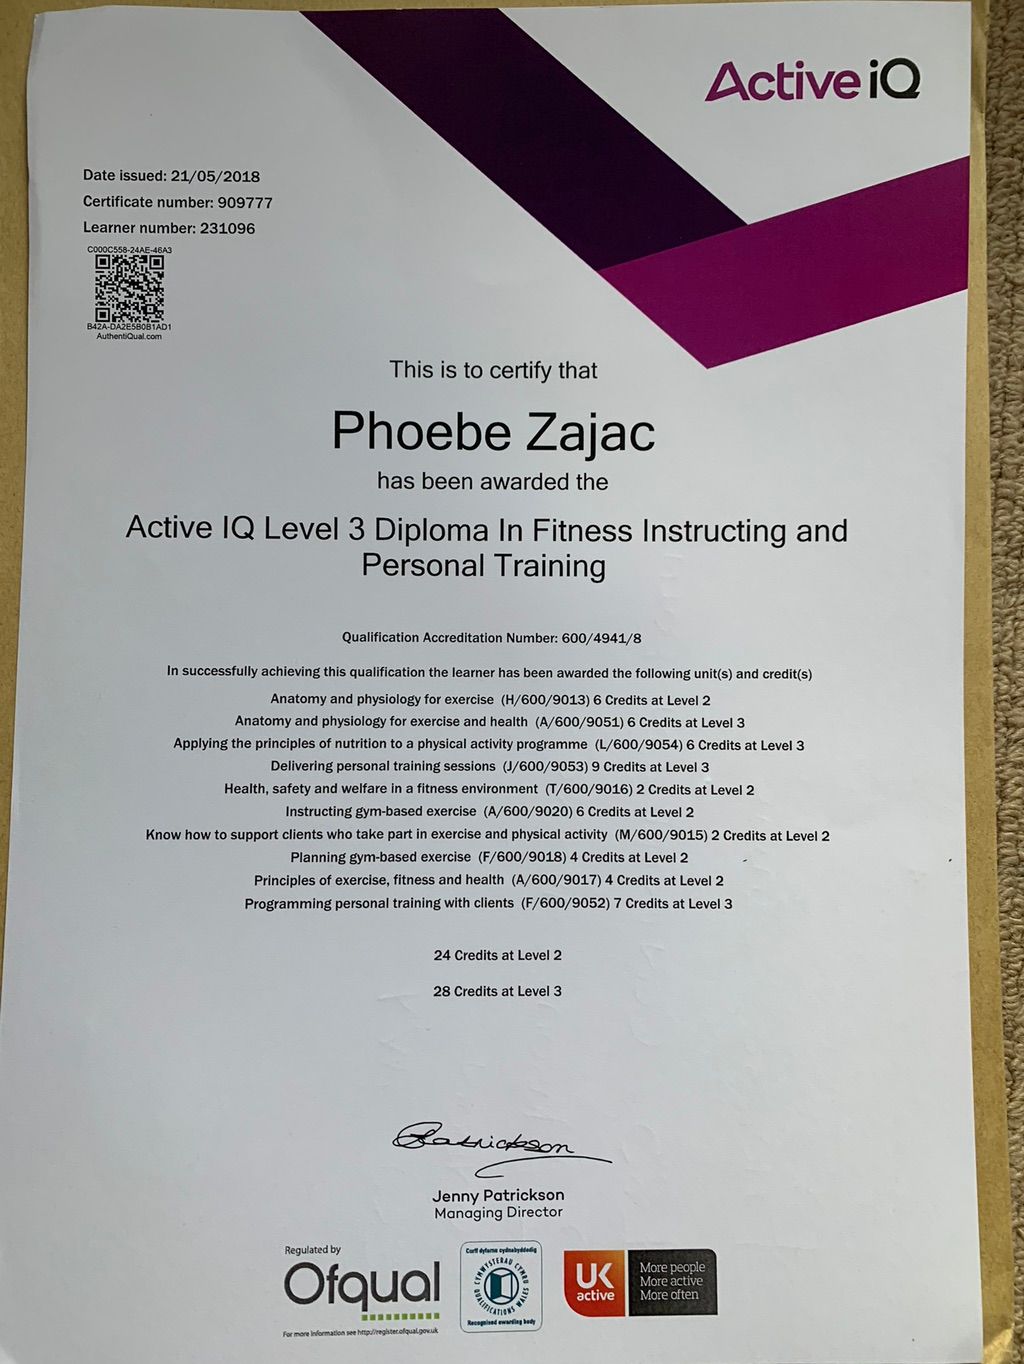 Active iQ
Date issued: 21/05/2018
Certificate number: 909777
Learner number: 231096
C000C558-24AE-46A3
B42A-DA2E5B0B1AD1
AuthentiQual.com
This is to certify that
Phoebe Zajac
has been awarded the
Active IQ Level 3 Diploma In Fitness Instructing and
Personal Training
Qualification Accreditation Number: 600/4941/8
In successfully achieving this qualification the learner has been awarded the following unit(s) and credit(s)
Anatomy and physiology for exercise (H/600/9013) 6 Credits at Level 2
Anatomy and physiology for exercise and health (A/600/9051) 6 Credits at Level 3
Applying the principles of nutrition to a physical activity programme (L/600/9054) 6 Credits at Level 3
Delivering personal training sessions (J/600/9053) 9 Credits at Level 3
Health, safety and welfare in a fitness environment (T/600/9016) 2 Credits at Level 2
Instructing gym-based exercise (A/600/9020) 6 Credits at Level 2
Know how to support clients who take part in exercise and physical activity (M/600/9015) 2 Credits at Level 2
Planning gym-based exercise (F/600/9018) 4 Credits at Level 2
Principles of exercise, fitness and health (A/600/9017) 4 Credits at Level 2
Programming personal training with clients (F/600/9052) 7 Credits at Level 3
24 Credits at Level 2
28 Credits at Level 3
Patrickson
Jenny Patrickson
Managing Director
Regulated by
Ofqual
For more information see http://register.ofqual.gov.uk
Corff dyfarnu cydnabyddedig
CYMWYSTERAU CYMRU
QUALIFICATIONS WALES
Recognised awarding body
UK
active
More people
More active
More often